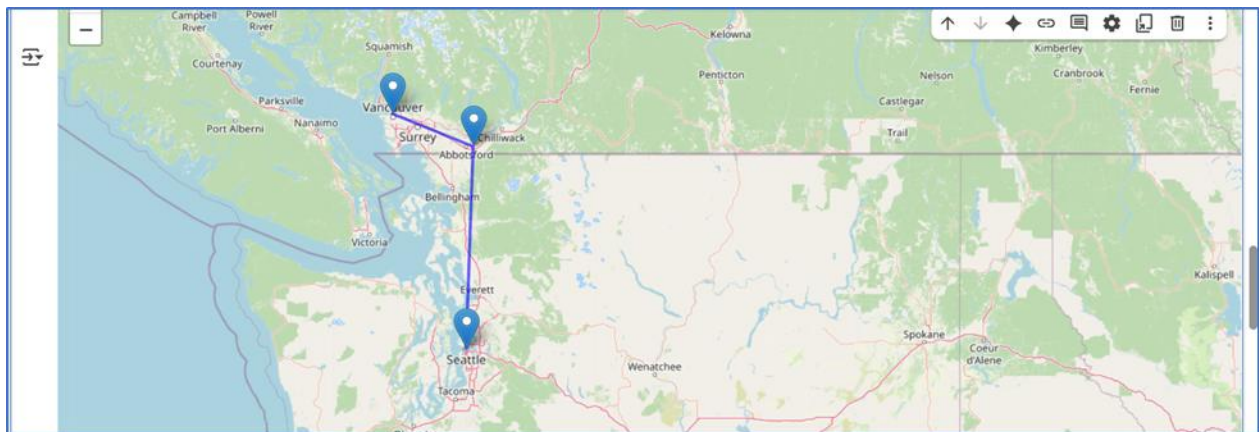 Campbell
River
Powell
River
Squamish
Kelowna
Kimberley
Courtenay
Penticton
Nelson
Cranbrook
Fernie
Parksville
Vancouver
Castlegar
Port Alberni
Nanaimo
Surrey
Chilliwack
Trail
Abbotsford
Bellingham
Victoria
Kalispell
Everett
Spokane
Coeur
d'Alene
Seattle
Wenatchee
Tacoma